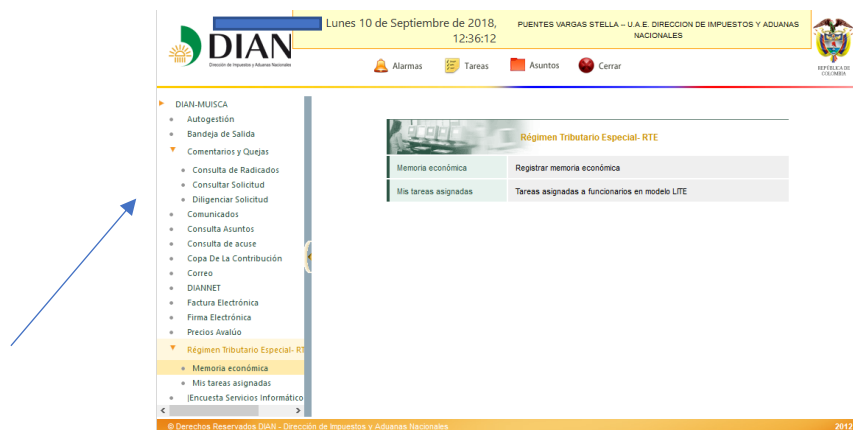 Lunes 10 de Septiembre de 2018,
12:36:12
PUENTES VARGAS STELLA – U.A.E. DIRECCION DE IMPUESTOS Y ADUANAS
NACIONALES
DIAN
Dirección de Impuestos y Aduanas Nacionales
Alarmas
Tareas
Asuntos
Cerrar
REPÚBLICA DE
COLOMBIA
DIAN-MUISCA
Autogestión
Bandeja de Salida
Comentarios y Quejas
Consulta de Radicados
Consultar Solicitud
Diligenciar Solicitud
Comunicados
Consulta Asuntos
Consulta de acuse
Copa De La Contribución
Correo
DIANNET
Factura Electrónica
Firma Electrónica
Precios Avalúo
Régimen Tributario Especial- RT
Memoria económica
Mis tareas asignadas
|Encuesta Servicios Informático
Régimen Tributario Especial- RTE
Memoria económica Registrar memoria económica
Mis tareas asignadas Tareas asignadas a funcionarios en modelo LITE
© Derechos Reservados DIAN - Dirección de Impuestos y Aduanas Nacionales 2012